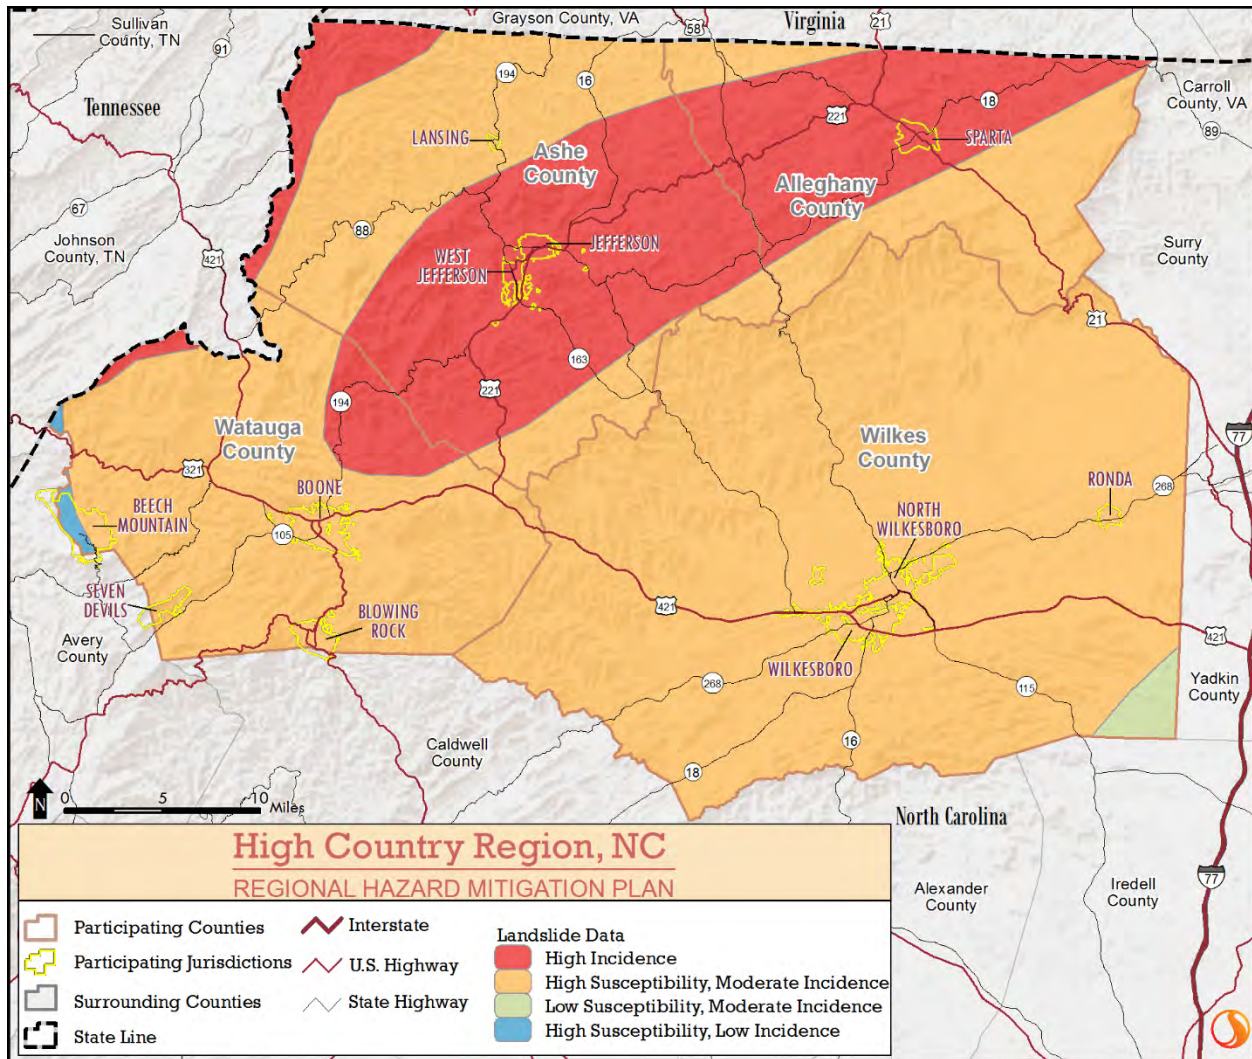 Sullivan
County, TN
Grayson County, VA
Virginia
21
58
91
194
16
Tennessee
Carroll
County, VA
18
221
89
LANSING
SPARTA
Ashe
County
Alleghany
County
67
88
Johnson
County, TN
421
JEFFERSON
WEST
JEFFERSON
Surry
County
21
163
221
194
Watauga
County
Wilkes
County
77
321
BOONE
RONDA
268
BEECH
MOUNTAIN
NORTH
WILKESBORO
105
SEVEN
DEVILS
BLOWING
ROCK
421
421
Avery
County
WILKESBORO
268
115
Yadkin
County
Caldwell
County
16
18
N
0 5 10
Miles
North Carolina
High Country Region, NC
REGIONAL HAZARD MITIGATION PLAN
77
Alexander
County
Iredell
County
Participating Counties
Participating Jurisdictions
Surrounding Counties
State Line
Interstate
U.S. Highway
State Highway
Landslide Data
High Incidence
High Susceptibility, Moderate Incidence
Low Susceptibility, Moderate Incidence
High Susceptibility, Low Incidence